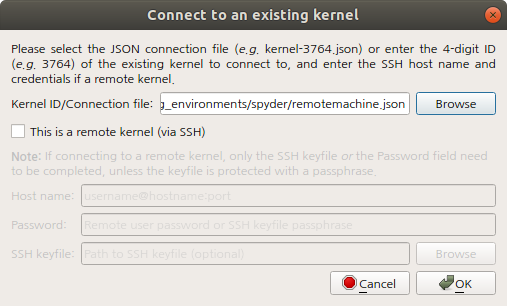 Connect to an existing kernel
Please select the JSON connection file (e.g. kernel-3764.json) or enter the 4-digit ID
(e.g. 3764) of the existing kernel to connect to, and enter the SSH host name and
credentials if a remote kernel.
Kernel ID/Connection file: g_environments/spyder/remotemachine.json Browse
This is a remote kernel (via SSH)
Note: If connecting to a remote kernel, only the SSH keyfile or the Password field need
to be completed, unless the keyfile is protected with a passphrase.
Host name: username@hostname:port
Password: Remote user password or SSH keyfile passphrase
SSH keyfile: Path to SSH keyfile (optional) Browse
Cancel OK